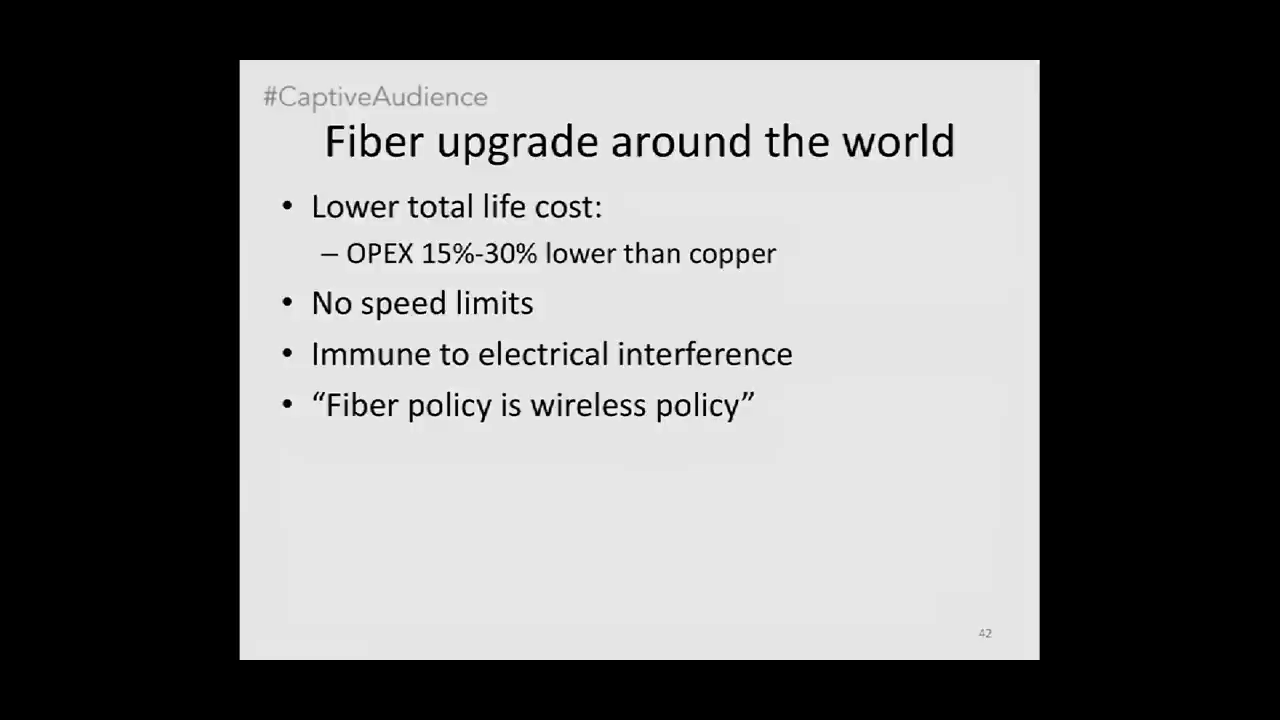 #CaptiveAudience
Fiber upgrade around the world
• Lower total life cost:
– OPEX 15%-30% lower than copper
• No speed limits
• Immune to electrical interference
• “Fiber policy is wireless policy”
42